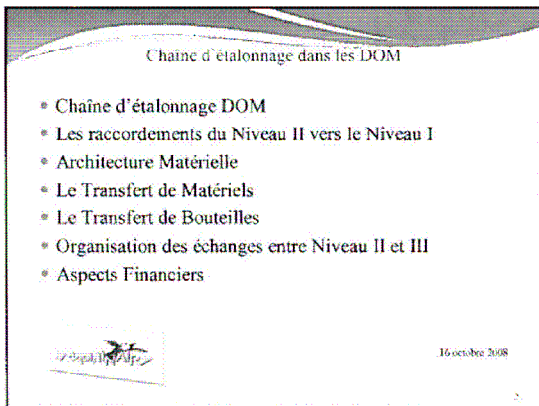 Chaîne d'étalonnage dans les DOM
Chaîne d'étalonnage DOM
Les raccordements du Niveau II vers le Niveau I
Architecture Matérielle
Le Transfert de Matériels
Le Transfert de Bouteilles
Organisation des échanges entre Niveau II et III
Aspects Financiers
16 octobre 2008